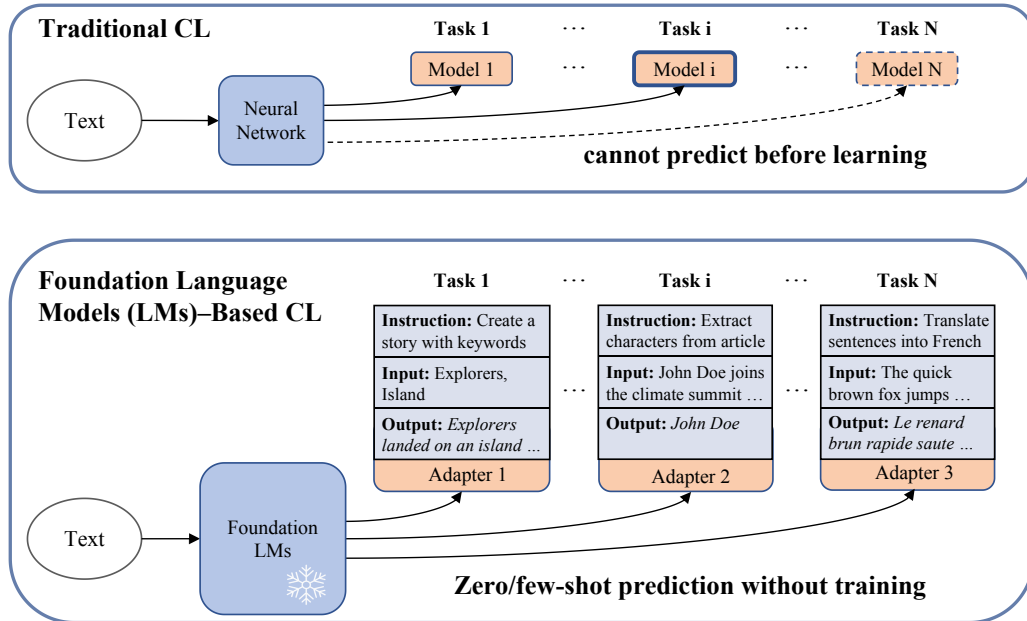 Traditional CL
Task 1 ... Task i ... Task N
Model 1 ... Model i ... Model N
Text
Neural
Network
cannot predict before learning
Foundation Language
Models (LMs)–Based CL
Task 1 ... Task i ... Task N
Instruction: Create a
story with keywords
Input: Explorers,
Island
Output: Explorers
landed on an island ...
Adapter 1
...
Instruction: Extract
characters from article
Input: John Doe joins
the climate summit ...
Output: John Doe
Adapter 2
...
Instruction: Translate
sentences into French
Input: The quick
brown fox jumps ...
Output: Le renard
brun rapide saute ...
Adapter 3
Text
Foundation
LMs
Zero/few-shot prediction without training